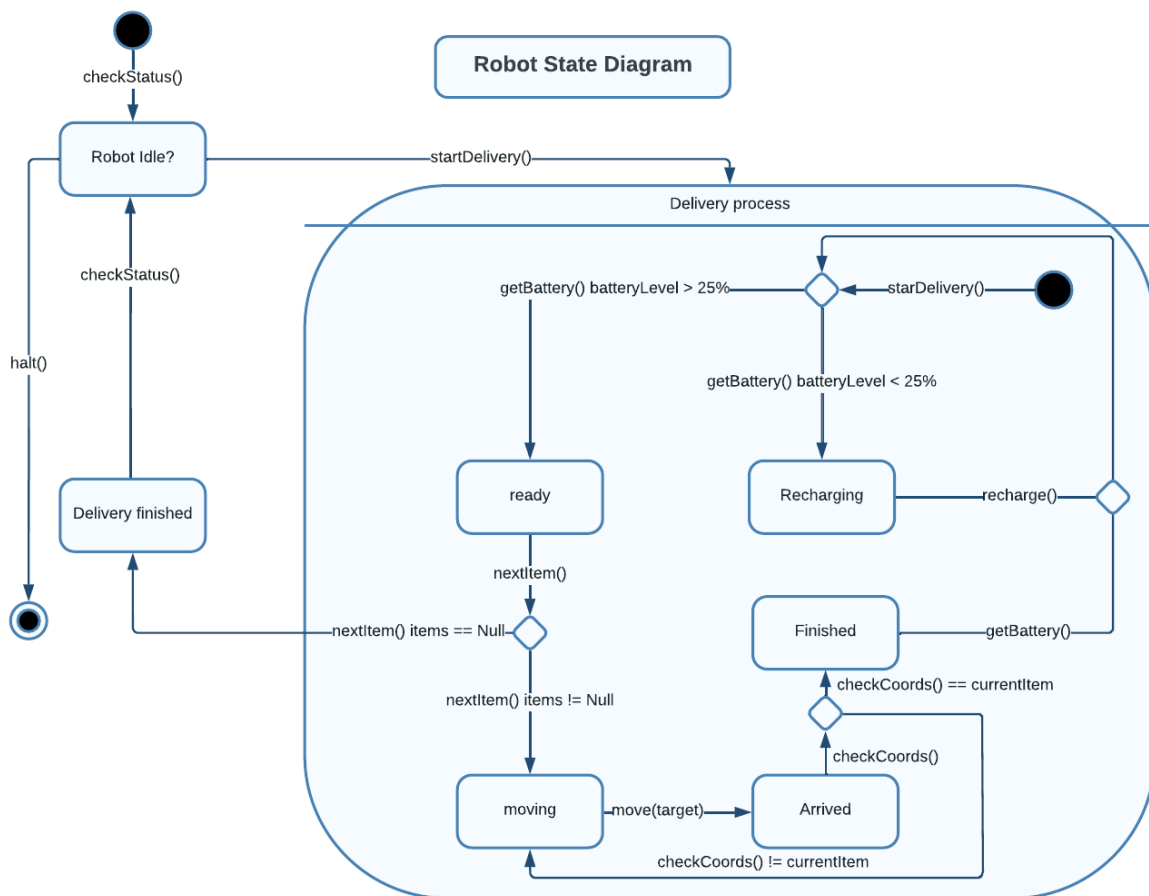 Robot State Diagram
checkStatus()
Robot Idle?
startDelivery()
Delivery process
checkStatus()
getBattery() batteryLevel > 25%
starDelivery()
halt()
getBattery() batteryLevel < 25%
ready
Recharging
recharge()
Delivery finished
nextItem()
nextItem() items == Null
Finished
getBattery()
checkCoords() == currentItem
nextItem() items != Null
checkCoords()
moving
move(target)
Arrived
checkCoords() != currentItem